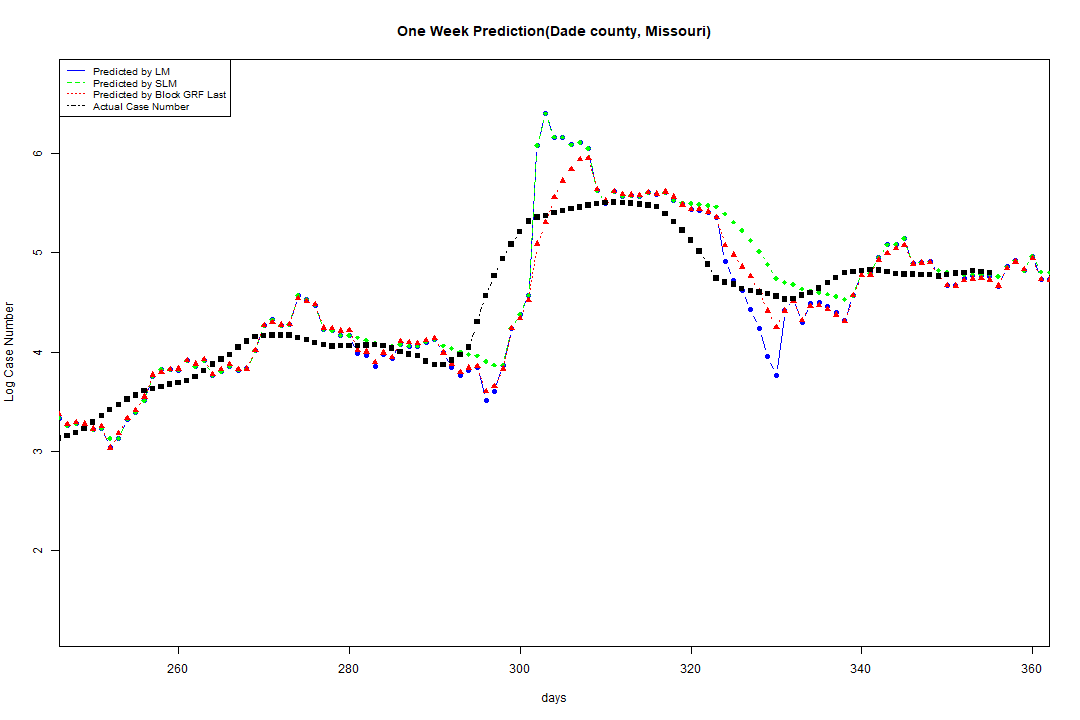 One Week Prediction(Dade county, Missouri)
Predicted by LM
Predicted by SLM
Predicted by Block GRF Last
Actual Case Number
6
5
4
3
2
Log Case Number
260
280
300
320
340
360
days